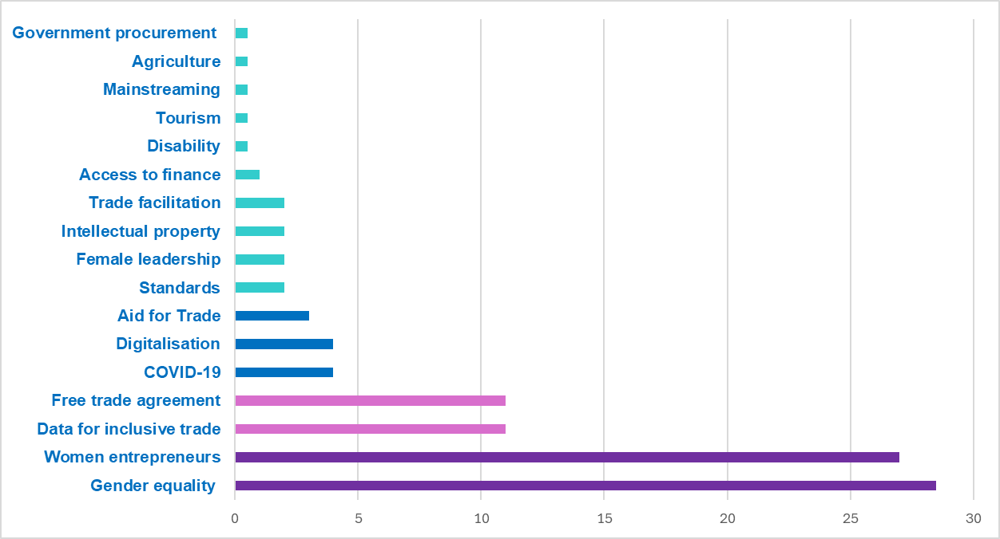 Government procurement
Agriculture
Mainstreaming
Tourism
Disability
Access to finance
Trade facilitation
Intellectual property
Female leadership
Standards
Aid for Trade
Digitalisation
COVID-19
Free trade agreement
Data for inclusive trade
Women entrepreneurs
Gender equality
0 5 10 15 20 25 30